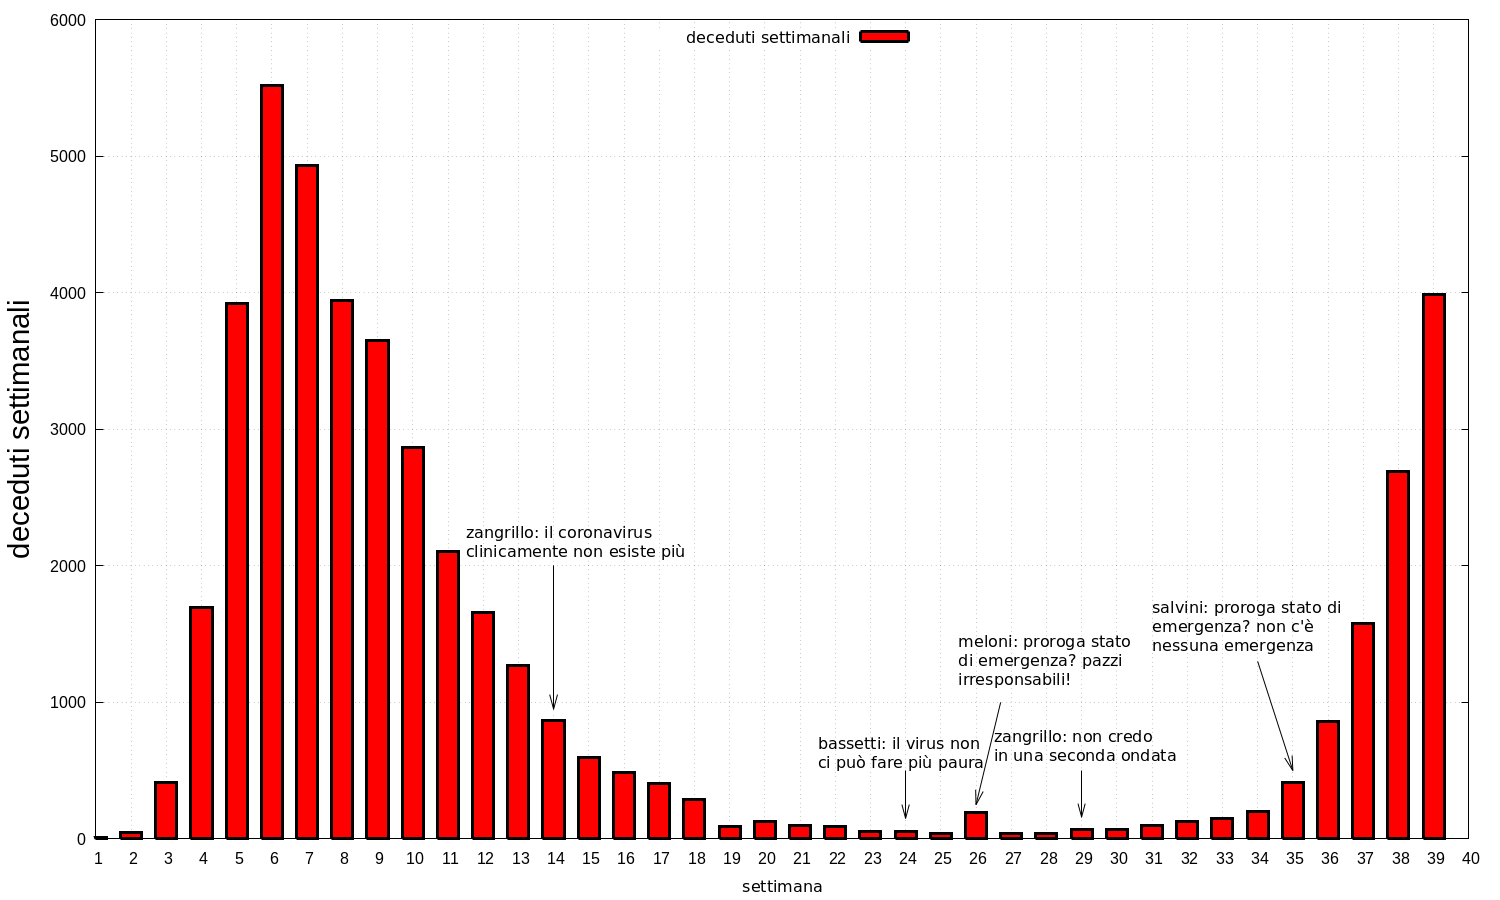 6000
deceduti settimanali
5000
4000
3000
2000
1000
0
deceduti settimanali
zangrillo: il coronavirus
clinicamente non esiste più
bassetti: il virus non
ci può fare più paura
meloni: proroga stato
di emergenza? pazzi
irresponsabili!
zangrillo: non credo
in una seconda ondata
salvini: proroga stato di
emergenza? non c'è
nessuna emergenza
1 2 3 4 5 6 7 8 9 10 11 12 13 14 15 16 17 18 19 20 21 22 23 24 25 26 27 28 29 30 31 32 33 34 35 36 37 38 39 40
settimana